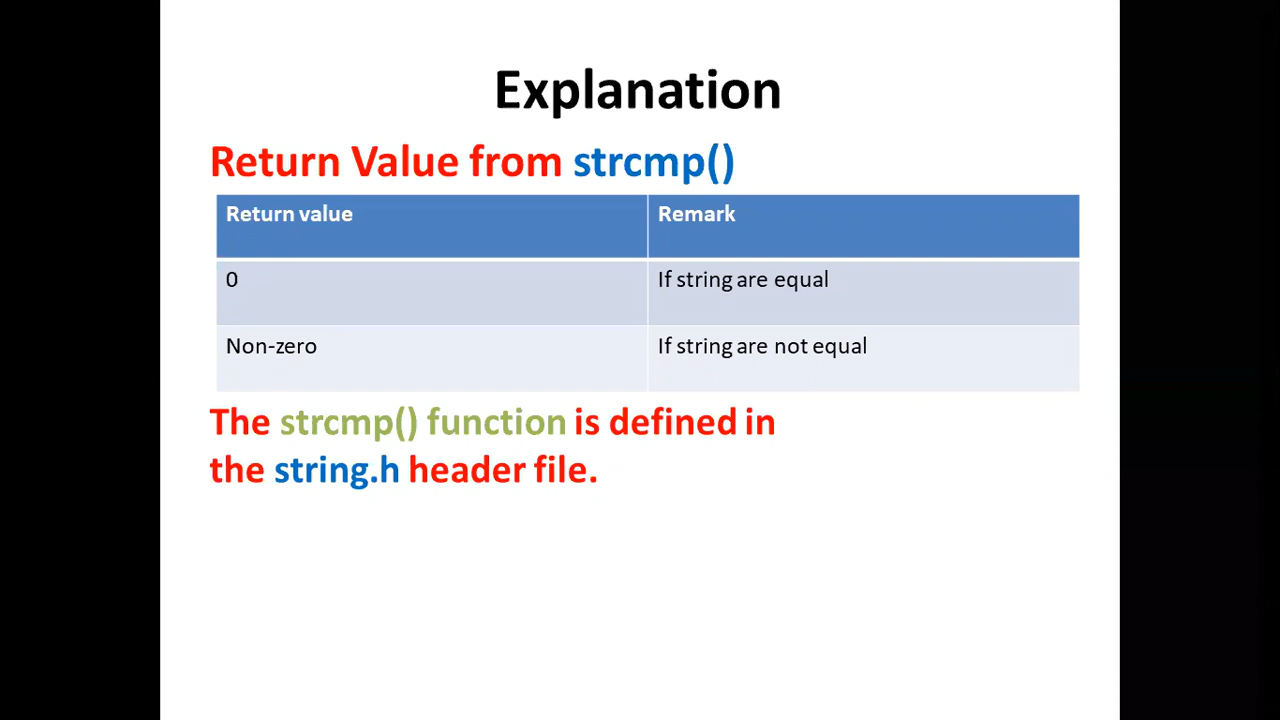 Explanation
Return Value from strcmp()
Return value Remark
0 If string are equal
Non-zero If string are not equal
The strcmp() function is defined in
the string.h header file.